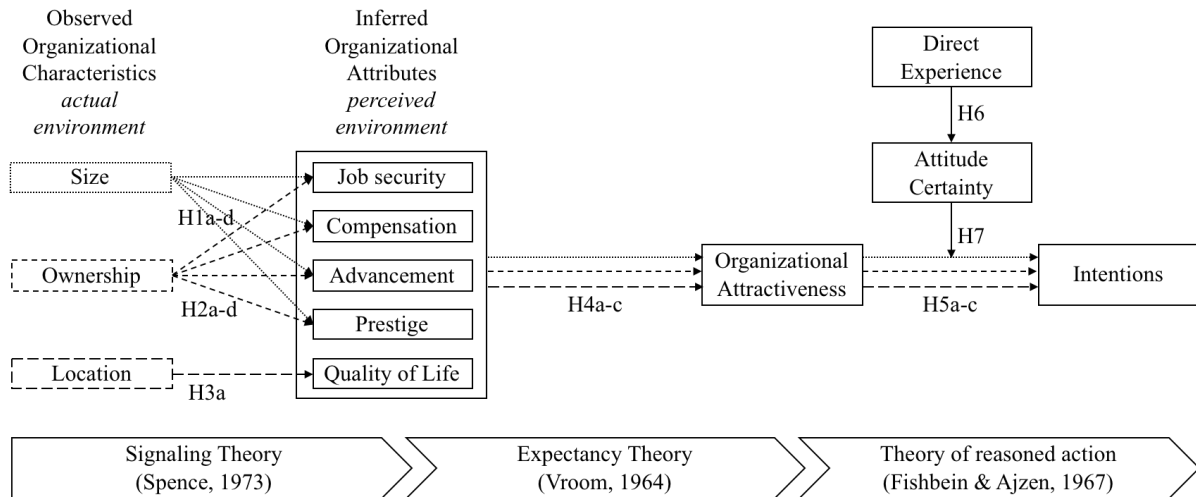 Observed
Organizational
Characteristics
actual
environment
Inferred
Organizational
Attributes
perceived
environment
Direct
Experience
H6
Size
Job security
Attitude
Certainty
H1a-d
Compensation
H7
Ownership
Advancement
Organizational
Attractiveness
Intentions
H2a-d
H4a-c
H5a-c
Prestige
Location
Quality of Life
H3a
Signaling Theory
(Spence, 1973)
Expectancy Theory
(Vroom, 1964)
Theory of reasoned action
(Fishbein & Ajzen, 1967)